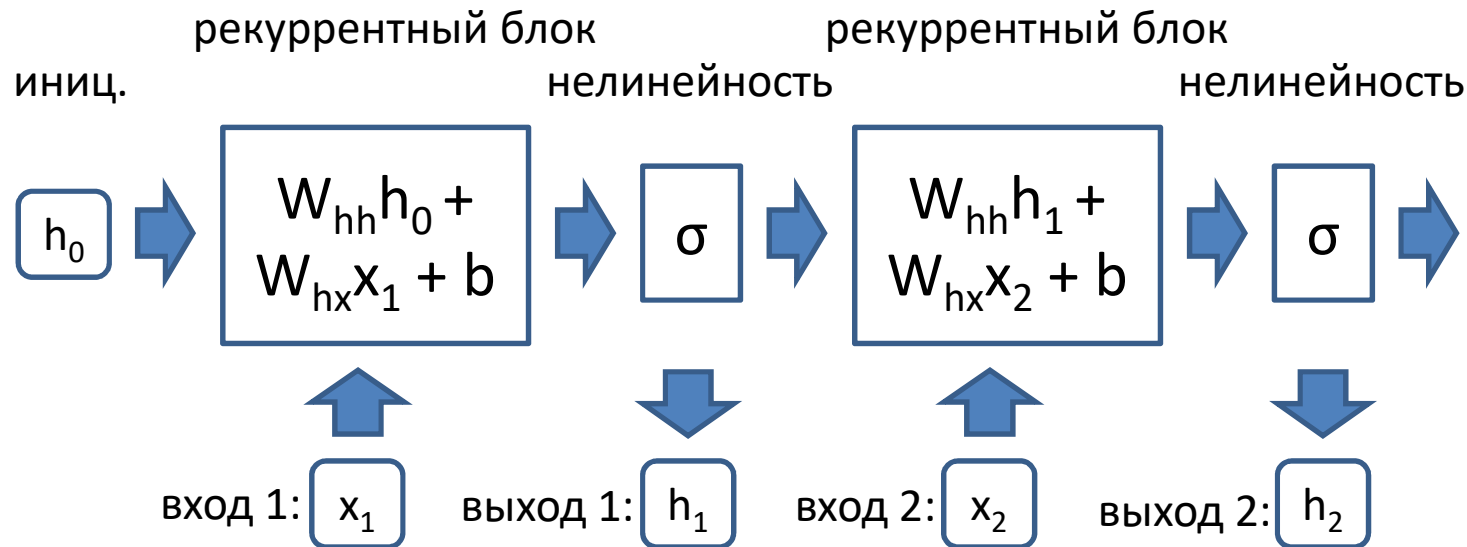 рекуррентный блок рекуррентный блок
иниц. нелинейность нелинейность
h₀ Wₕₕh₀ + Wₕₓx₁ + b σ Wₕₕh₁ + Wₕₓx₂ + b σ
вход 1: x₁ выход 1: h₁ вход 2: x₂ выход 2: h₂